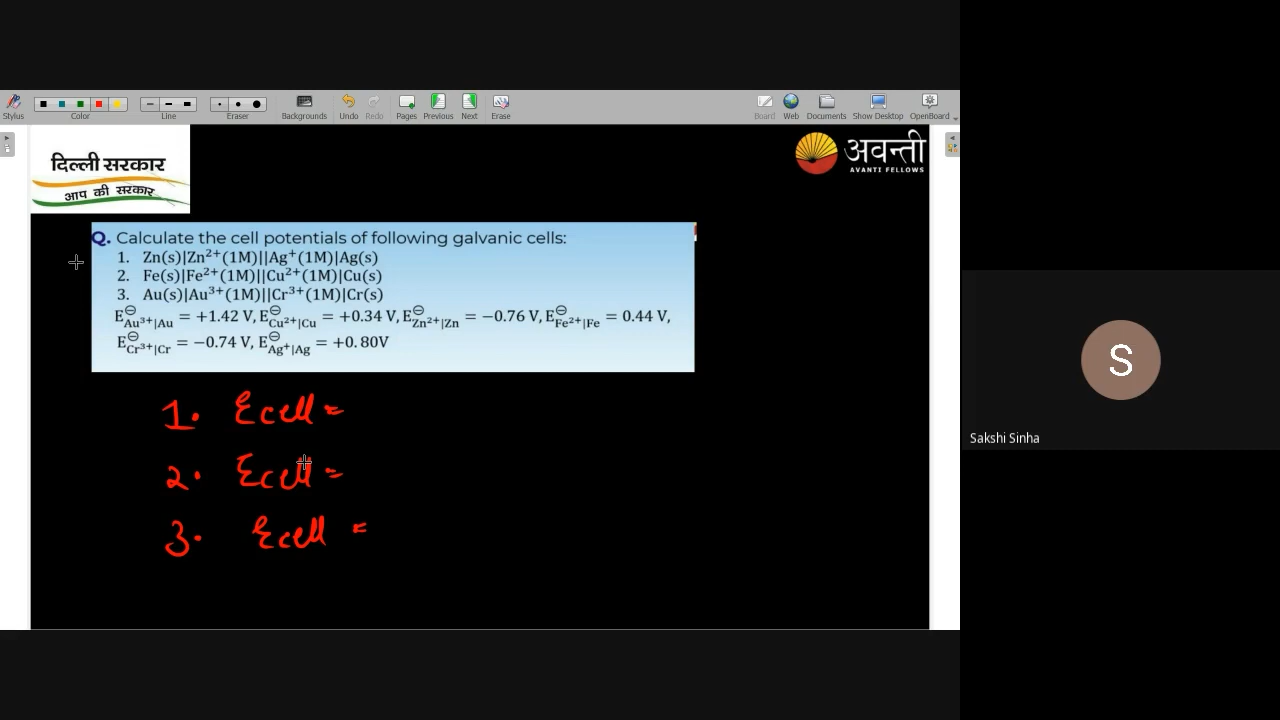 Stylus Color Line Eraser Backgrounds Undo Redo Pages Previous Next Erase Board Web Documents Show Desktop OpenBoard
दिल्ली सरकार
आप की सरकार
अवन्ती
AVANTI FELLOWS
Q. Calculate the cell potentials of following galvanic cells:
1. Zn(s)|Zn²⁺(1M)||Ag⁺(1M)|Ag(s)
2. Fe(s)|Fe²⁺(1M)||Cu²⁺(1M)|Cu(s)
3. Au(s)|Au³⁺(1M)||Cr³⁺(1M)|Cr(s)
E⊖Au³⁺|Au = +1.42 V, E⊖Cu²⁺|Cu = +0.34 V, E⊖Zn²⁺|Zn = −0.76 V, E⊖Fe²⁺|Fe = 0.44 V,
E⊖Cr³⁺|Cr = −0.74 V, E⊖Ag⁺|Ag = +0.80V
1. Ecell =
2. Ecell =
3. Ecell =
S
Sakshi Sinha